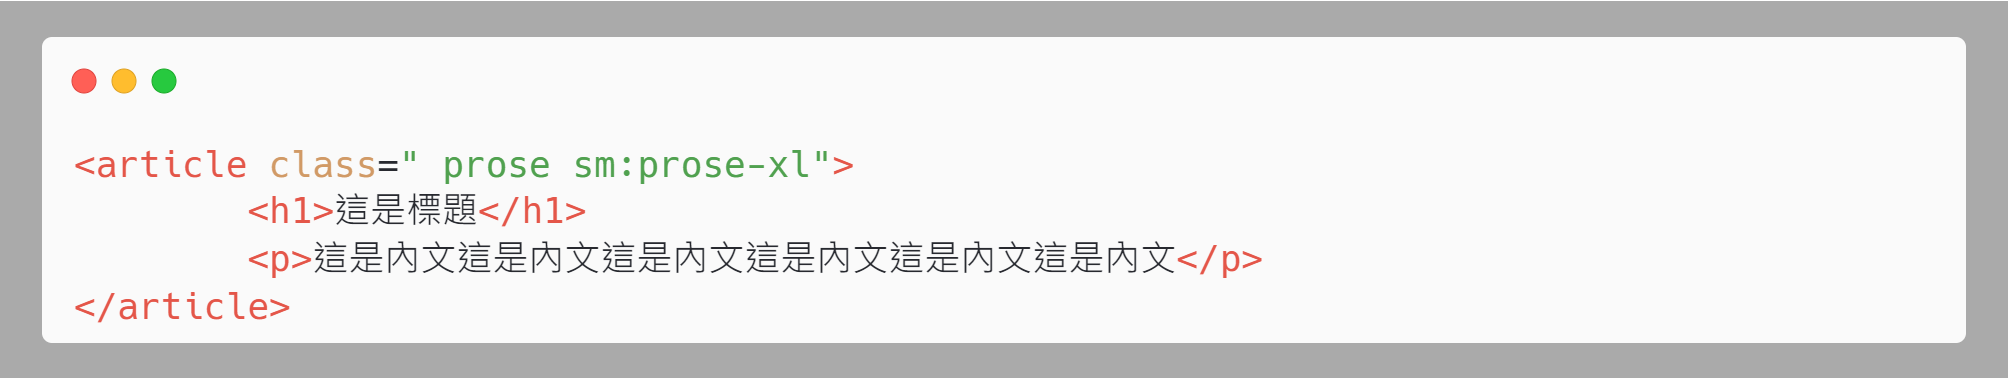 <article class=" prose sm:prose-xl">
        <h1>這是標題</h1>
        <p>這是內文這是內文這是內文這是內文這是內文這是內文</p>
</article>